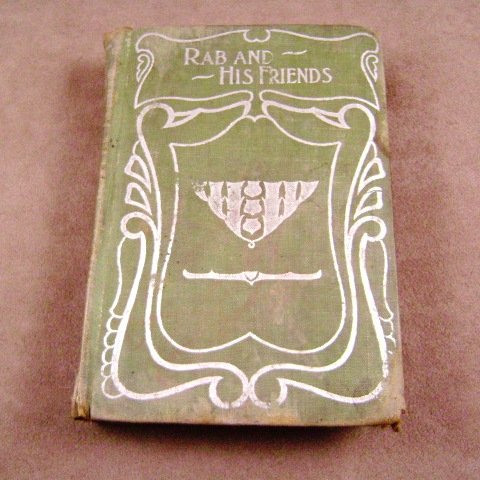 RAB AND
HIS FRIENDS